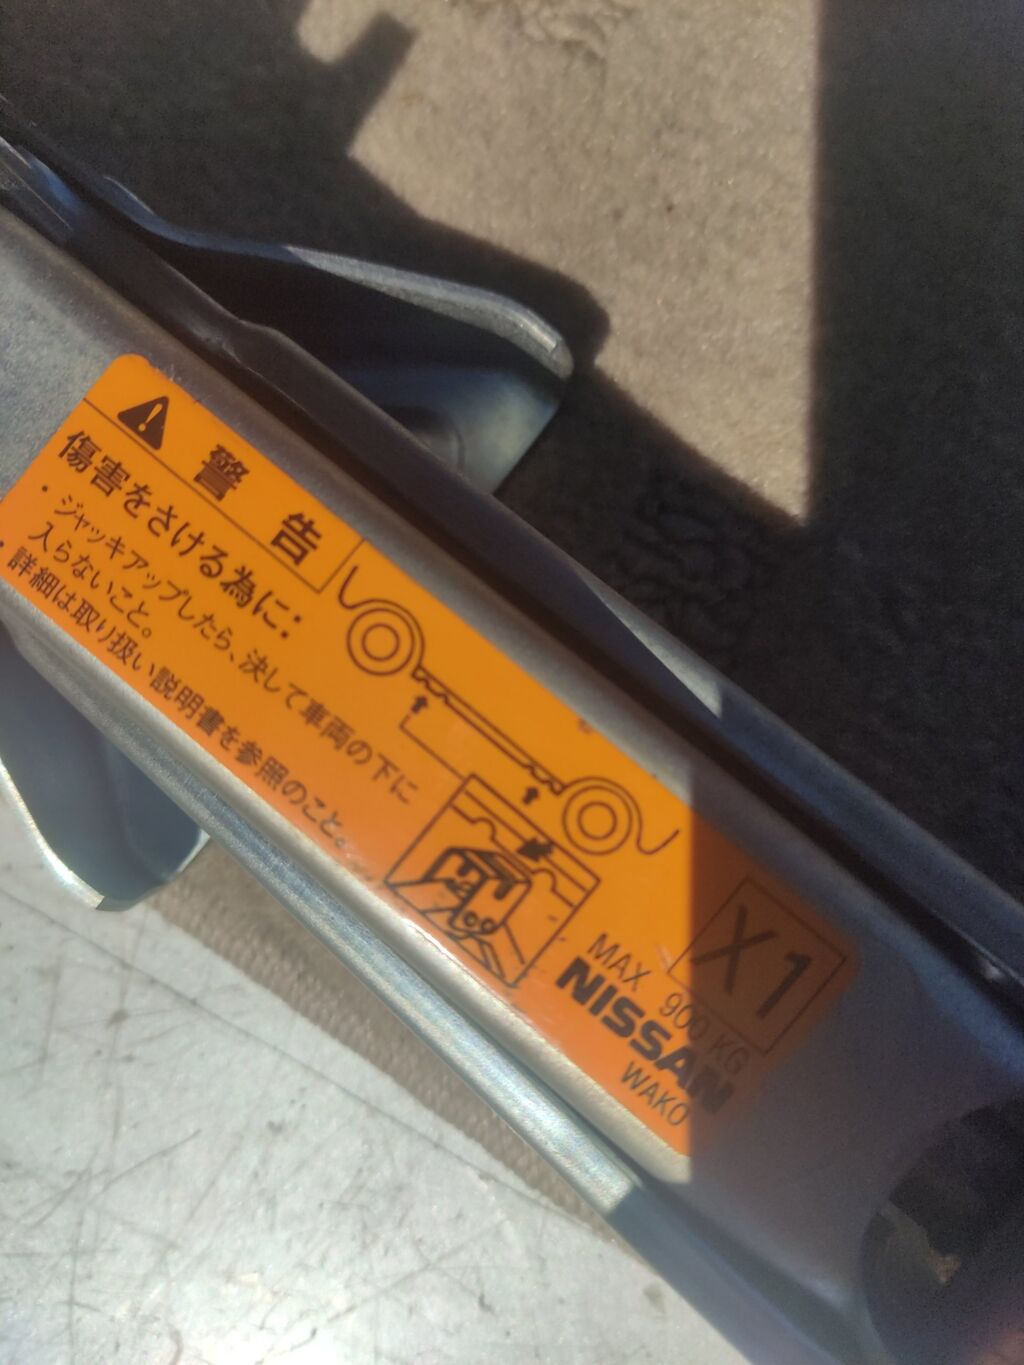 警告
傷害をさける為に:
・ジャッキアップしたら、決して車両の下に
入らないこと。
・詳細は取り扱い説明書を参照のこと。
X1
MAX 900 KG
NISSAN
WAKO